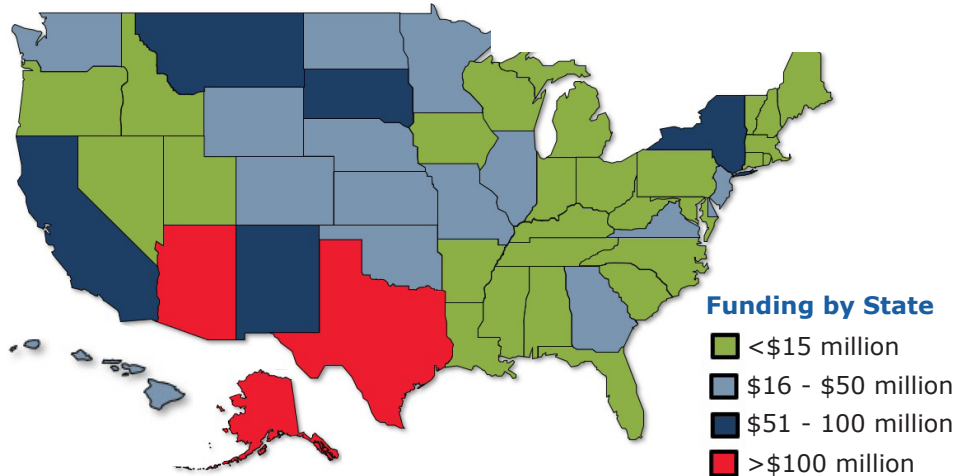 Funding by State
<$15 million
$16 - $50 million
$51 - 100 million
>$100 million